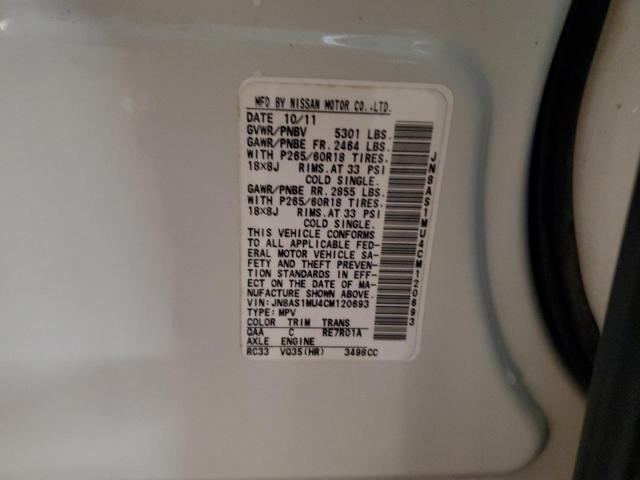 MFD BY NISSAN MOTOR CO.,LTD.
DATE 10/11
GVWR/PNBV 5301 LBS.
GAWR/PNBE FR. 2464 LBS.
WITH P265/60R18 TIRES.
18X8J RIMS. AT 33 PSI
COLD SINGLE.
GAWR/PNBE RR. 2855 LBS.
WITH P265/60R18 TIRES.
18X8J RIMS. AT 33 PSI
COLD SINGLE.
THIS VEHICLE CONFORMS
TO ALL APPLICABLE FED-
ERAL MOTOR VEHICLE SA-
FETY AND THEFT PREVEN-
TION STANDARDS IN EFF-
ECT ON THE DATE OF MA-
NUFACTURE SHOWN ABOVE.
VIN: JN8AS1MU4CM120693
TYPE: MPV
COLOR TRIM TRANS
QAA C RE7R01A
AXLE ENGINE
RC33 VQ35(HR) 3498CC
JN8AS1MU4CM120693